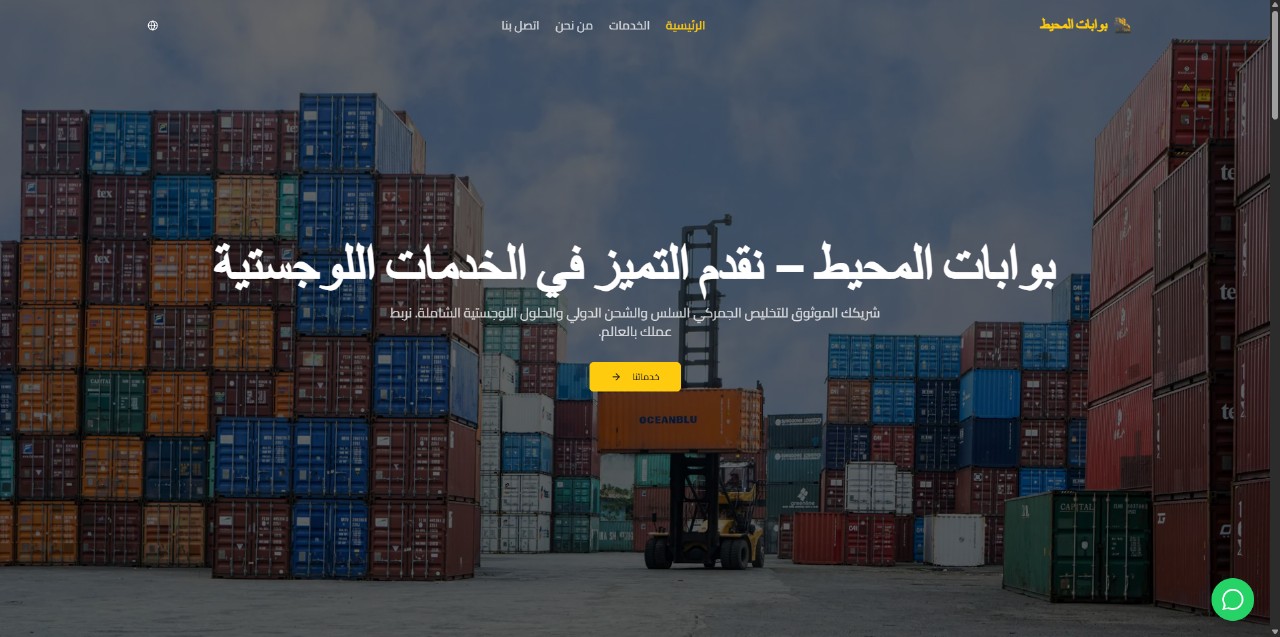 بوابات المحيط
الرئيسية الخدمات من نحن اتصل بنا
بوابات المحيط – نقدم التميز في الخدمات اللوجستية
شريكك الموثوق للتخليص الجمركي السلس والشحن الدولي والحلول اللوجستية الشاملة. نربط
عملك بالعالم.
خدماتنا
OCEANBLU
tex
tex
CAPITAL
CAPITAL